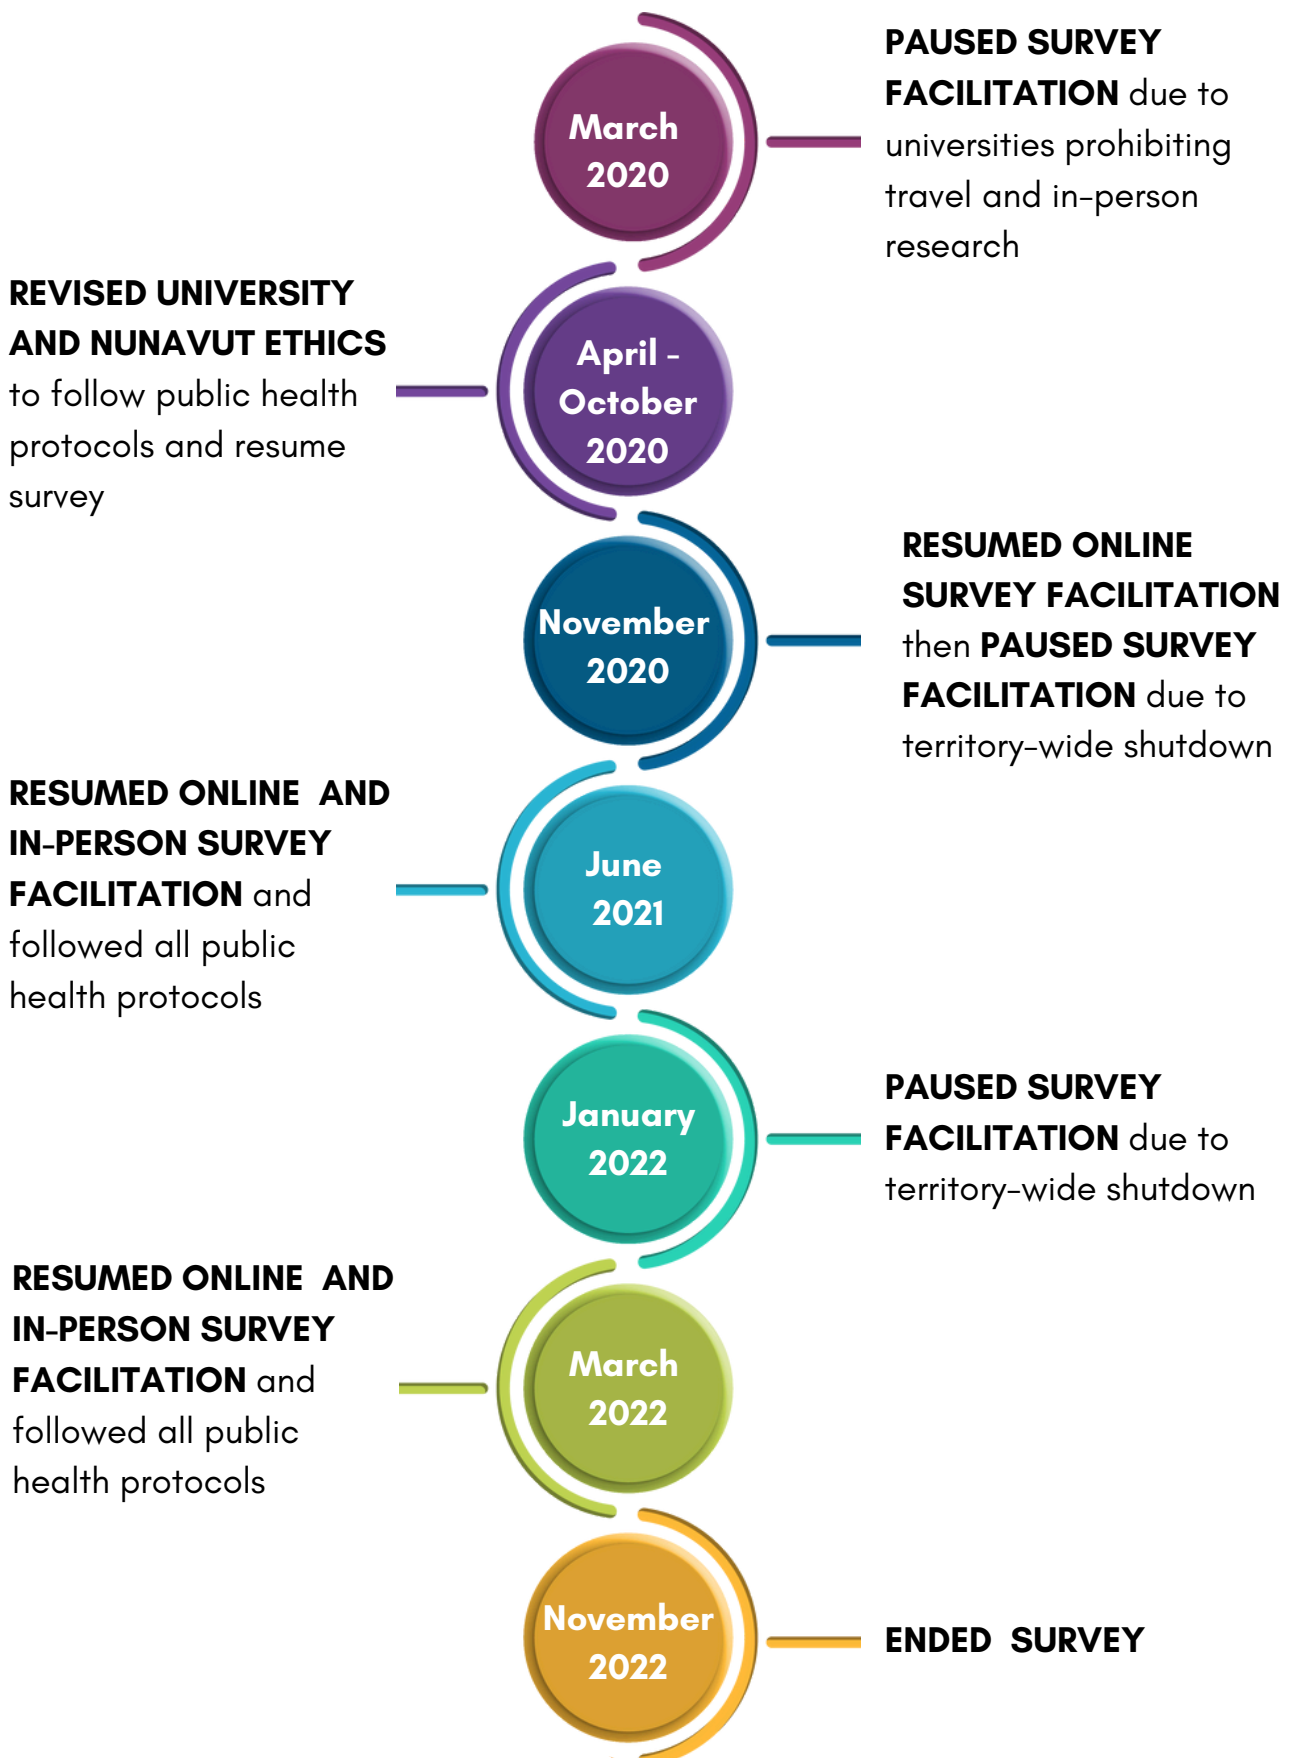 March
2020
PAUSED SURVEY
FACILITATION due to
universities prohibiting
travel and in-person
research
April -
October
2020
REVISED UNIVERSITY
AND NUNAVUT ETHICS
to follow public health
protocols and resume
survey
November
2020
RESUMED ONLINE
SURVEY FACILITATION
then PAUSED SURVEY
FACILITATION due to
territory-wide shutdown
June
2021
RESUMED ONLINE AND
IN-PERSON SURVEY
FACILITATION and
followed all public
health protocols
January
2022
PAUSED SURVEY
FACILITATION due to
territory-wide shutdown
March
2022
RESUMED ONLINE AND
IN-PERSON SURVEY
FACILITATION and
followed all public
health protocols
November
2022
ENDED SURVEY